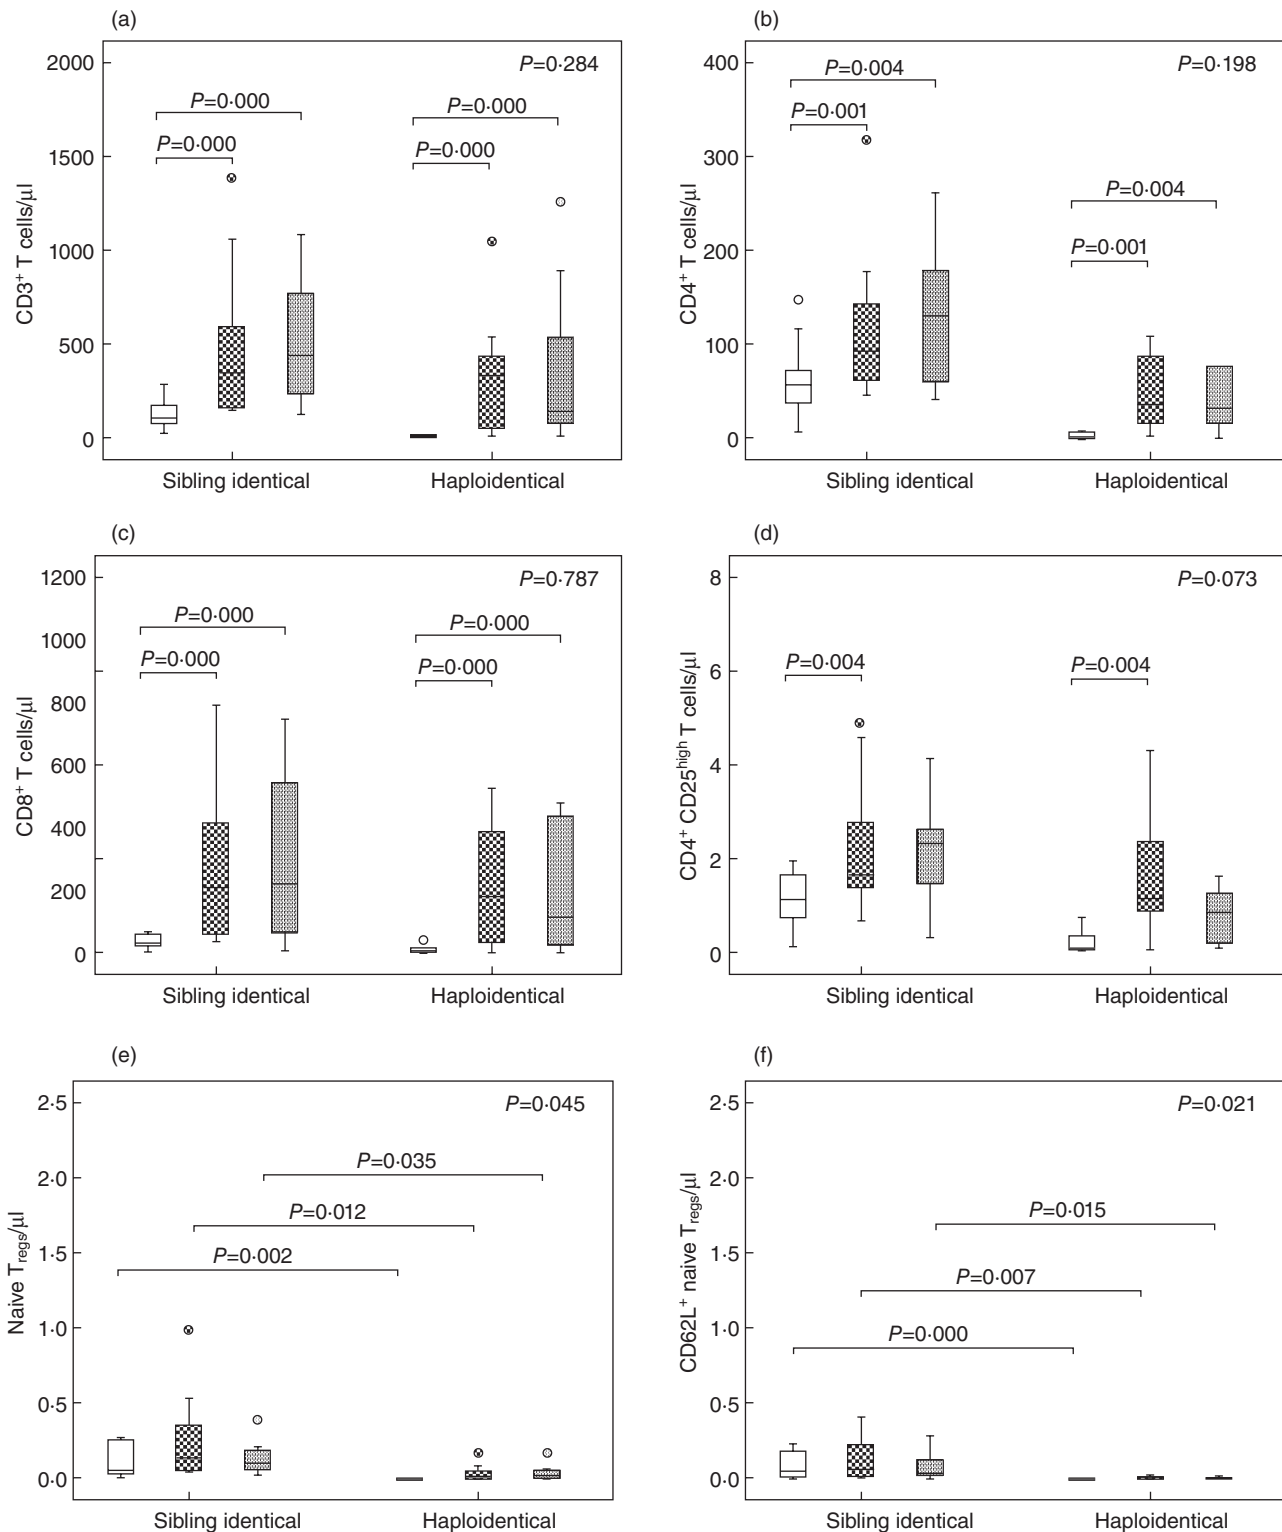 (a)
P=0·284
P=0·000
P=0·000
P=0·000
P=0·000
2000
1500
1000
500
0
CD3+ T cells/μl
Sibling identical
Haploidentical
(b)
P=0·198
P=0·004
P=0·001
P=0·004
P=0·001
400
300
200
100
0
CD4+ T cells/μl
Sibling identical
Haploidentical
(c)
P=0·787
P=0·000
P=0·000
P=0·000
P=0·000
1200
1000
800
600
400
200
0
CD8+ T cells/μl
Sibling identical
Haploidentical
(d)
P=0·073
P=0·004
P=0·004
8
6
4
2
0
CD4+ CD25high T cells/μl
Sibling identical
Haploidentical
(e)
P=0·045
P=0·035
P=0·012
P=0·002
2·5
2·0
1·5
1·0
0·5
0·0
Naive Tregs/μl
Sibling identical
Haploidentical
(f)
P=0·021
P=0·015
P=0·007
P=0·000
2·5
2·0
1·5
1·0
0·5
0·0
CD62L+ naive Tregs/μl
Sibling identical
Haploidentical